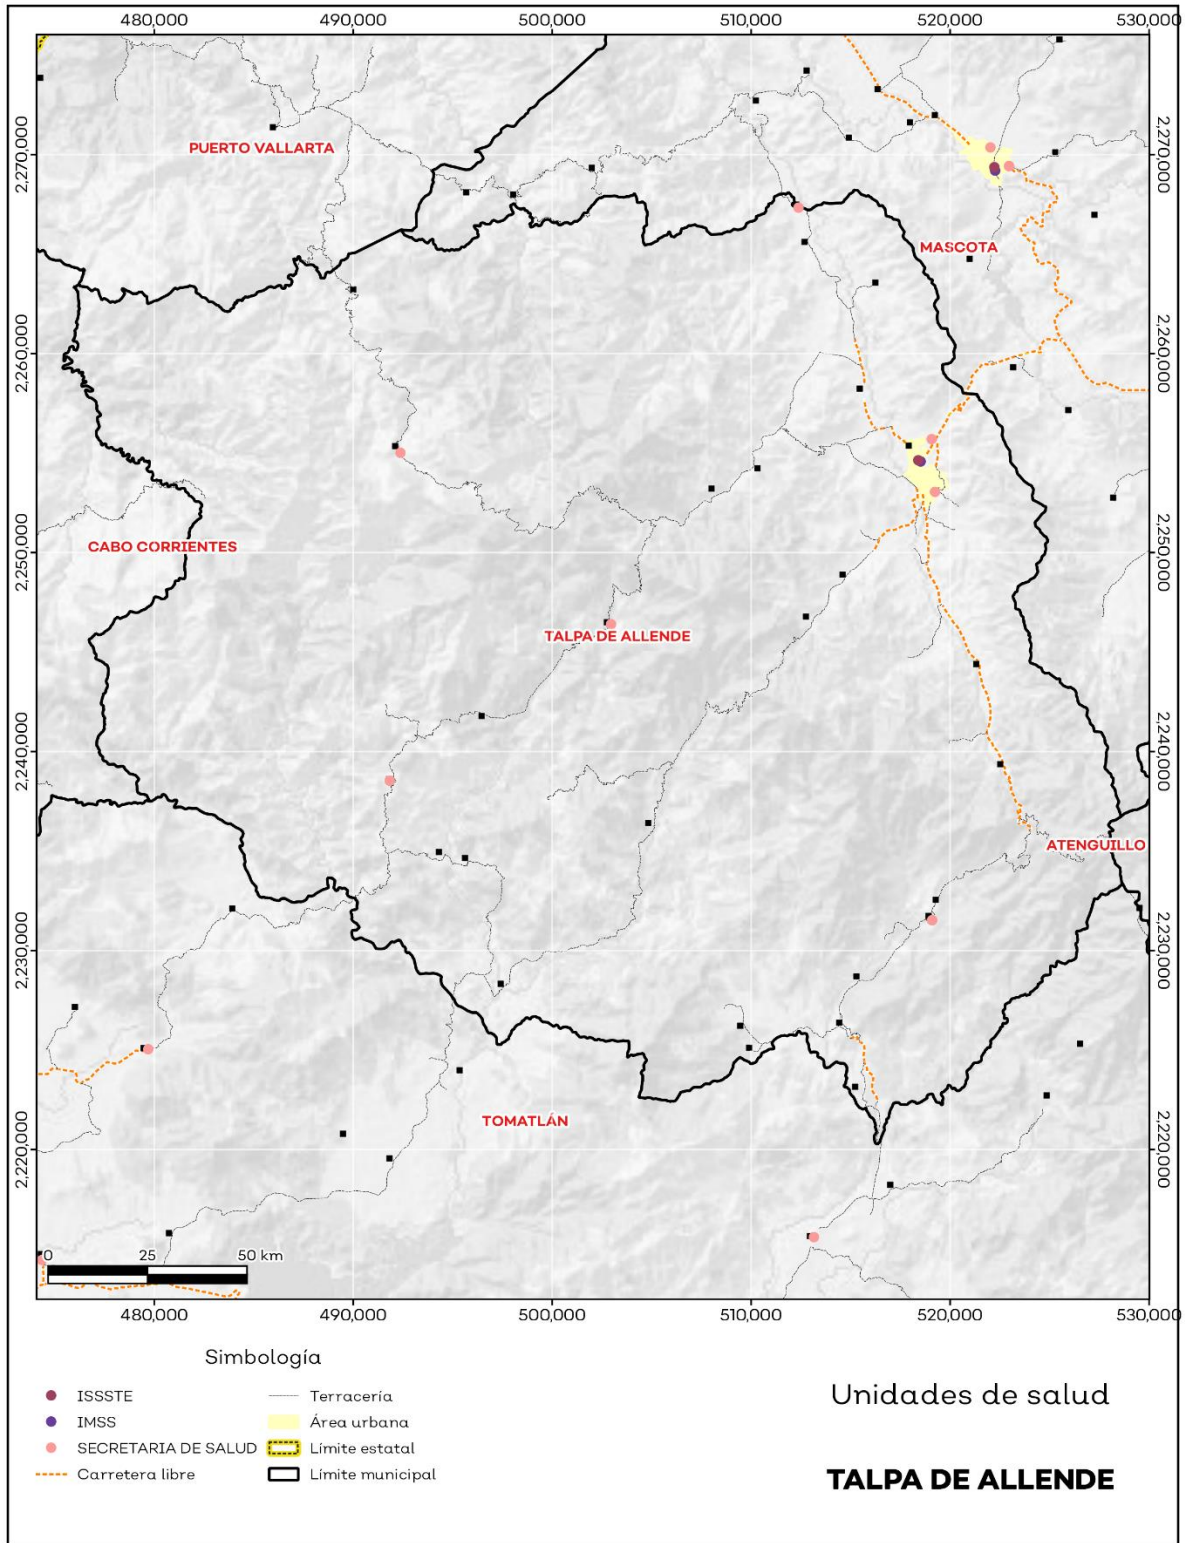 480,000 490,000 500,000 510,000 520,000 530,000
2,270,000 2,270,000
PUERTO VALLARTA
MASCOTA
2,260,000 2,260,000
2,250,000 2,250,000
CABO CORRIENTES
TALPA DE ALLENDE
2,240,000 2,240,000
ATENGUILLO
2,230,000 2,230,000
TOMATLÁN
2,220,000 2,220,000
0 25 50 km
480,000 490,000 500,000 510,000 520,000 530,000
Simbología
ISSSTE
IMSS
SECRETARIA DE SALUD
Carretera libre
Terracería
Área urbana
Límite estatal
Límite municipal
Unidades de salud
TALPA DE ALLENDE